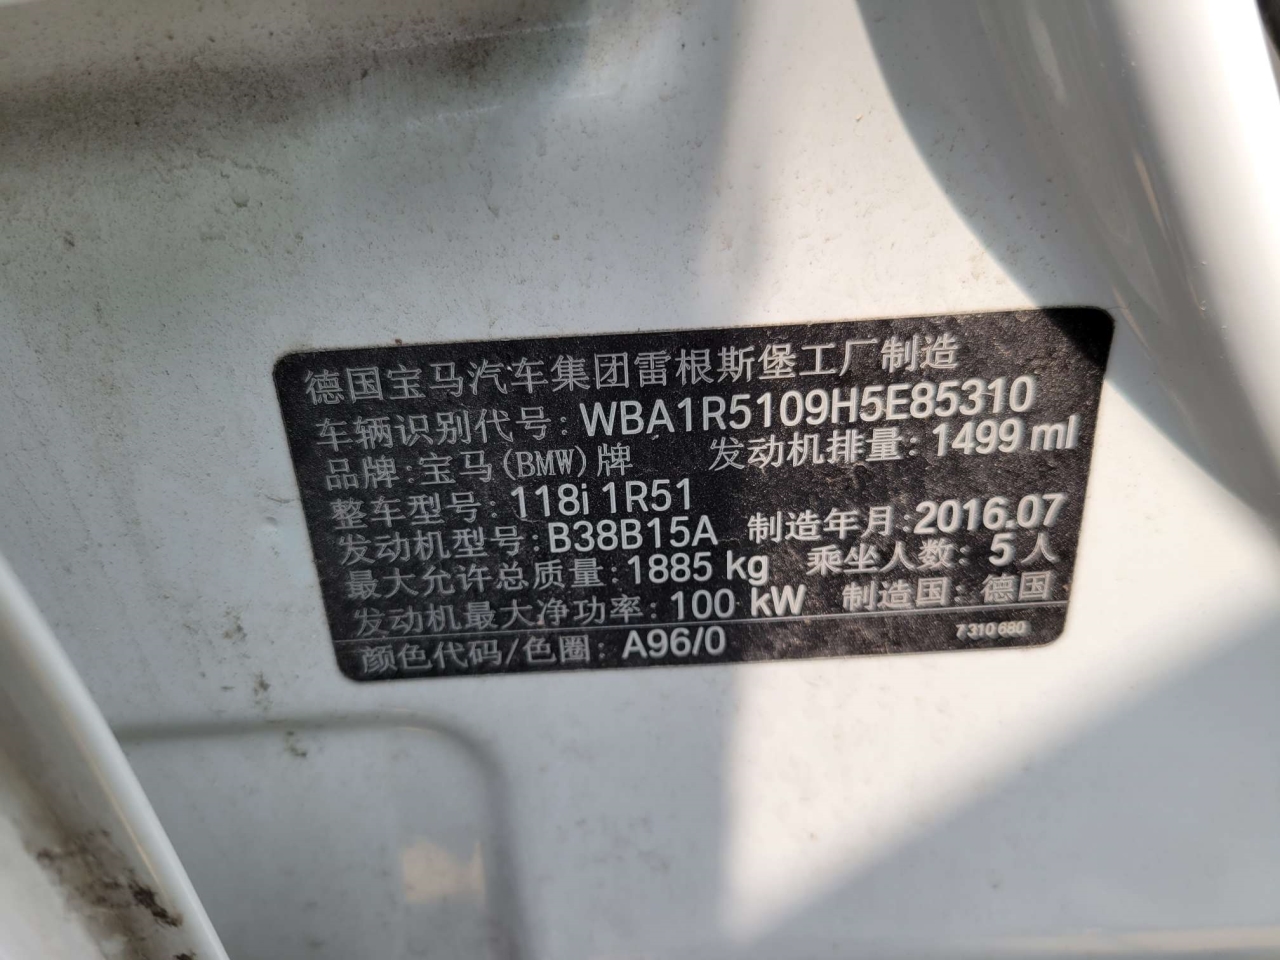 德国宝马汽车集团雷根斯堡工厂制造
车辆识别代号: WBA1R5109H5E85310
品牌:宝马(BMW)牌 发动机排量: 1499 ml
整车型号: 118i 1R51
发动机型号: B38B15A 制造年月:2016.07
最大允许总质量: 1885 kg 乘坐人数: 5人
发动机最大净功率: 100 kW 制造国: 德国
颜色代码/色圈: A96/0 7 310 680